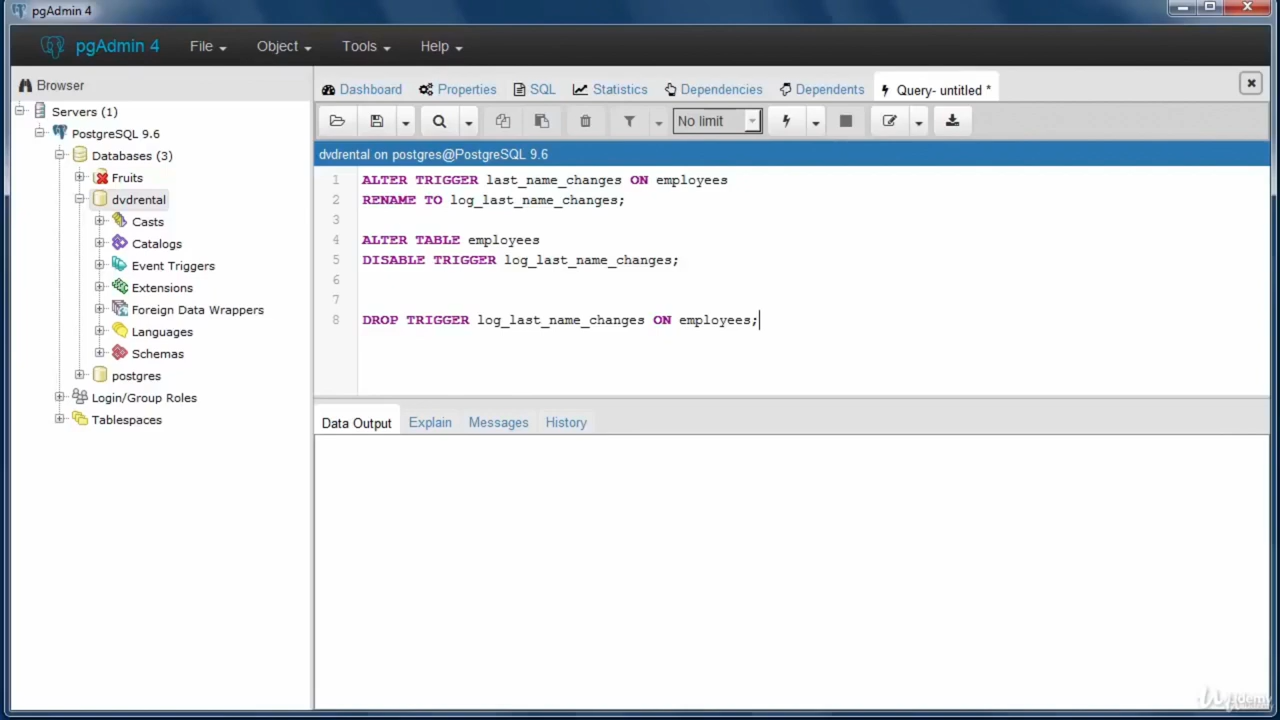 pgAdmin 4
pgAdmin 4 File Object Tools Help
Browser
Dashboard Properties SQL Statistics Dependencies Dependents Query- untitled *
Servers (1)
PostgreSQL 9.6
Databases (3)
Fruits
dvdrental
Casts
Catalogs
Event Triggers
Extensions
Foreign Data Wrappers
Languages
Schemas
postgres
Login/Group Roles
Tablespaces
No limit
dvdrental on postgres@PostgreSQL 9.6
1 ALTER TRIGGER last_name_changes ON employees
2 RENAME TO log_last_name_changes;
3
4 ALTER TABLE employees
5 DISABLE TRIGGER log_last_name_changes;
6
7
8 DROP TRIGGER log_last_name_changes ON employees;
Data Output Explain Messages History